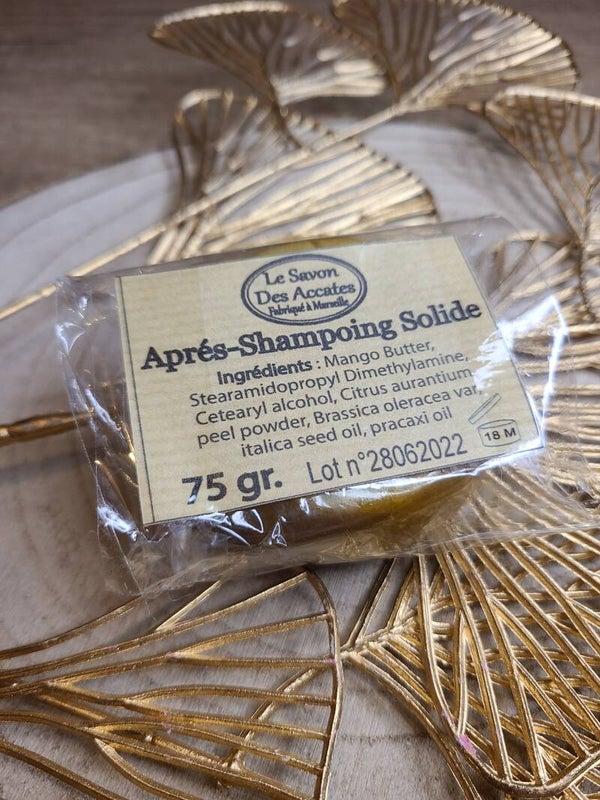 Le Savon
Des Accates
Fabriqué à Marseille
Aprés-Shampoing Solide
Ingrédients : Mango Butter,
Stearamidopropyl Dimethylamine,
Cetearyl alcohol, Citrus aurantium
peel powder, Brassica oleracea var,
italica seed oil, pracaxi oil
18 M
75 gr. Lot n°28062022